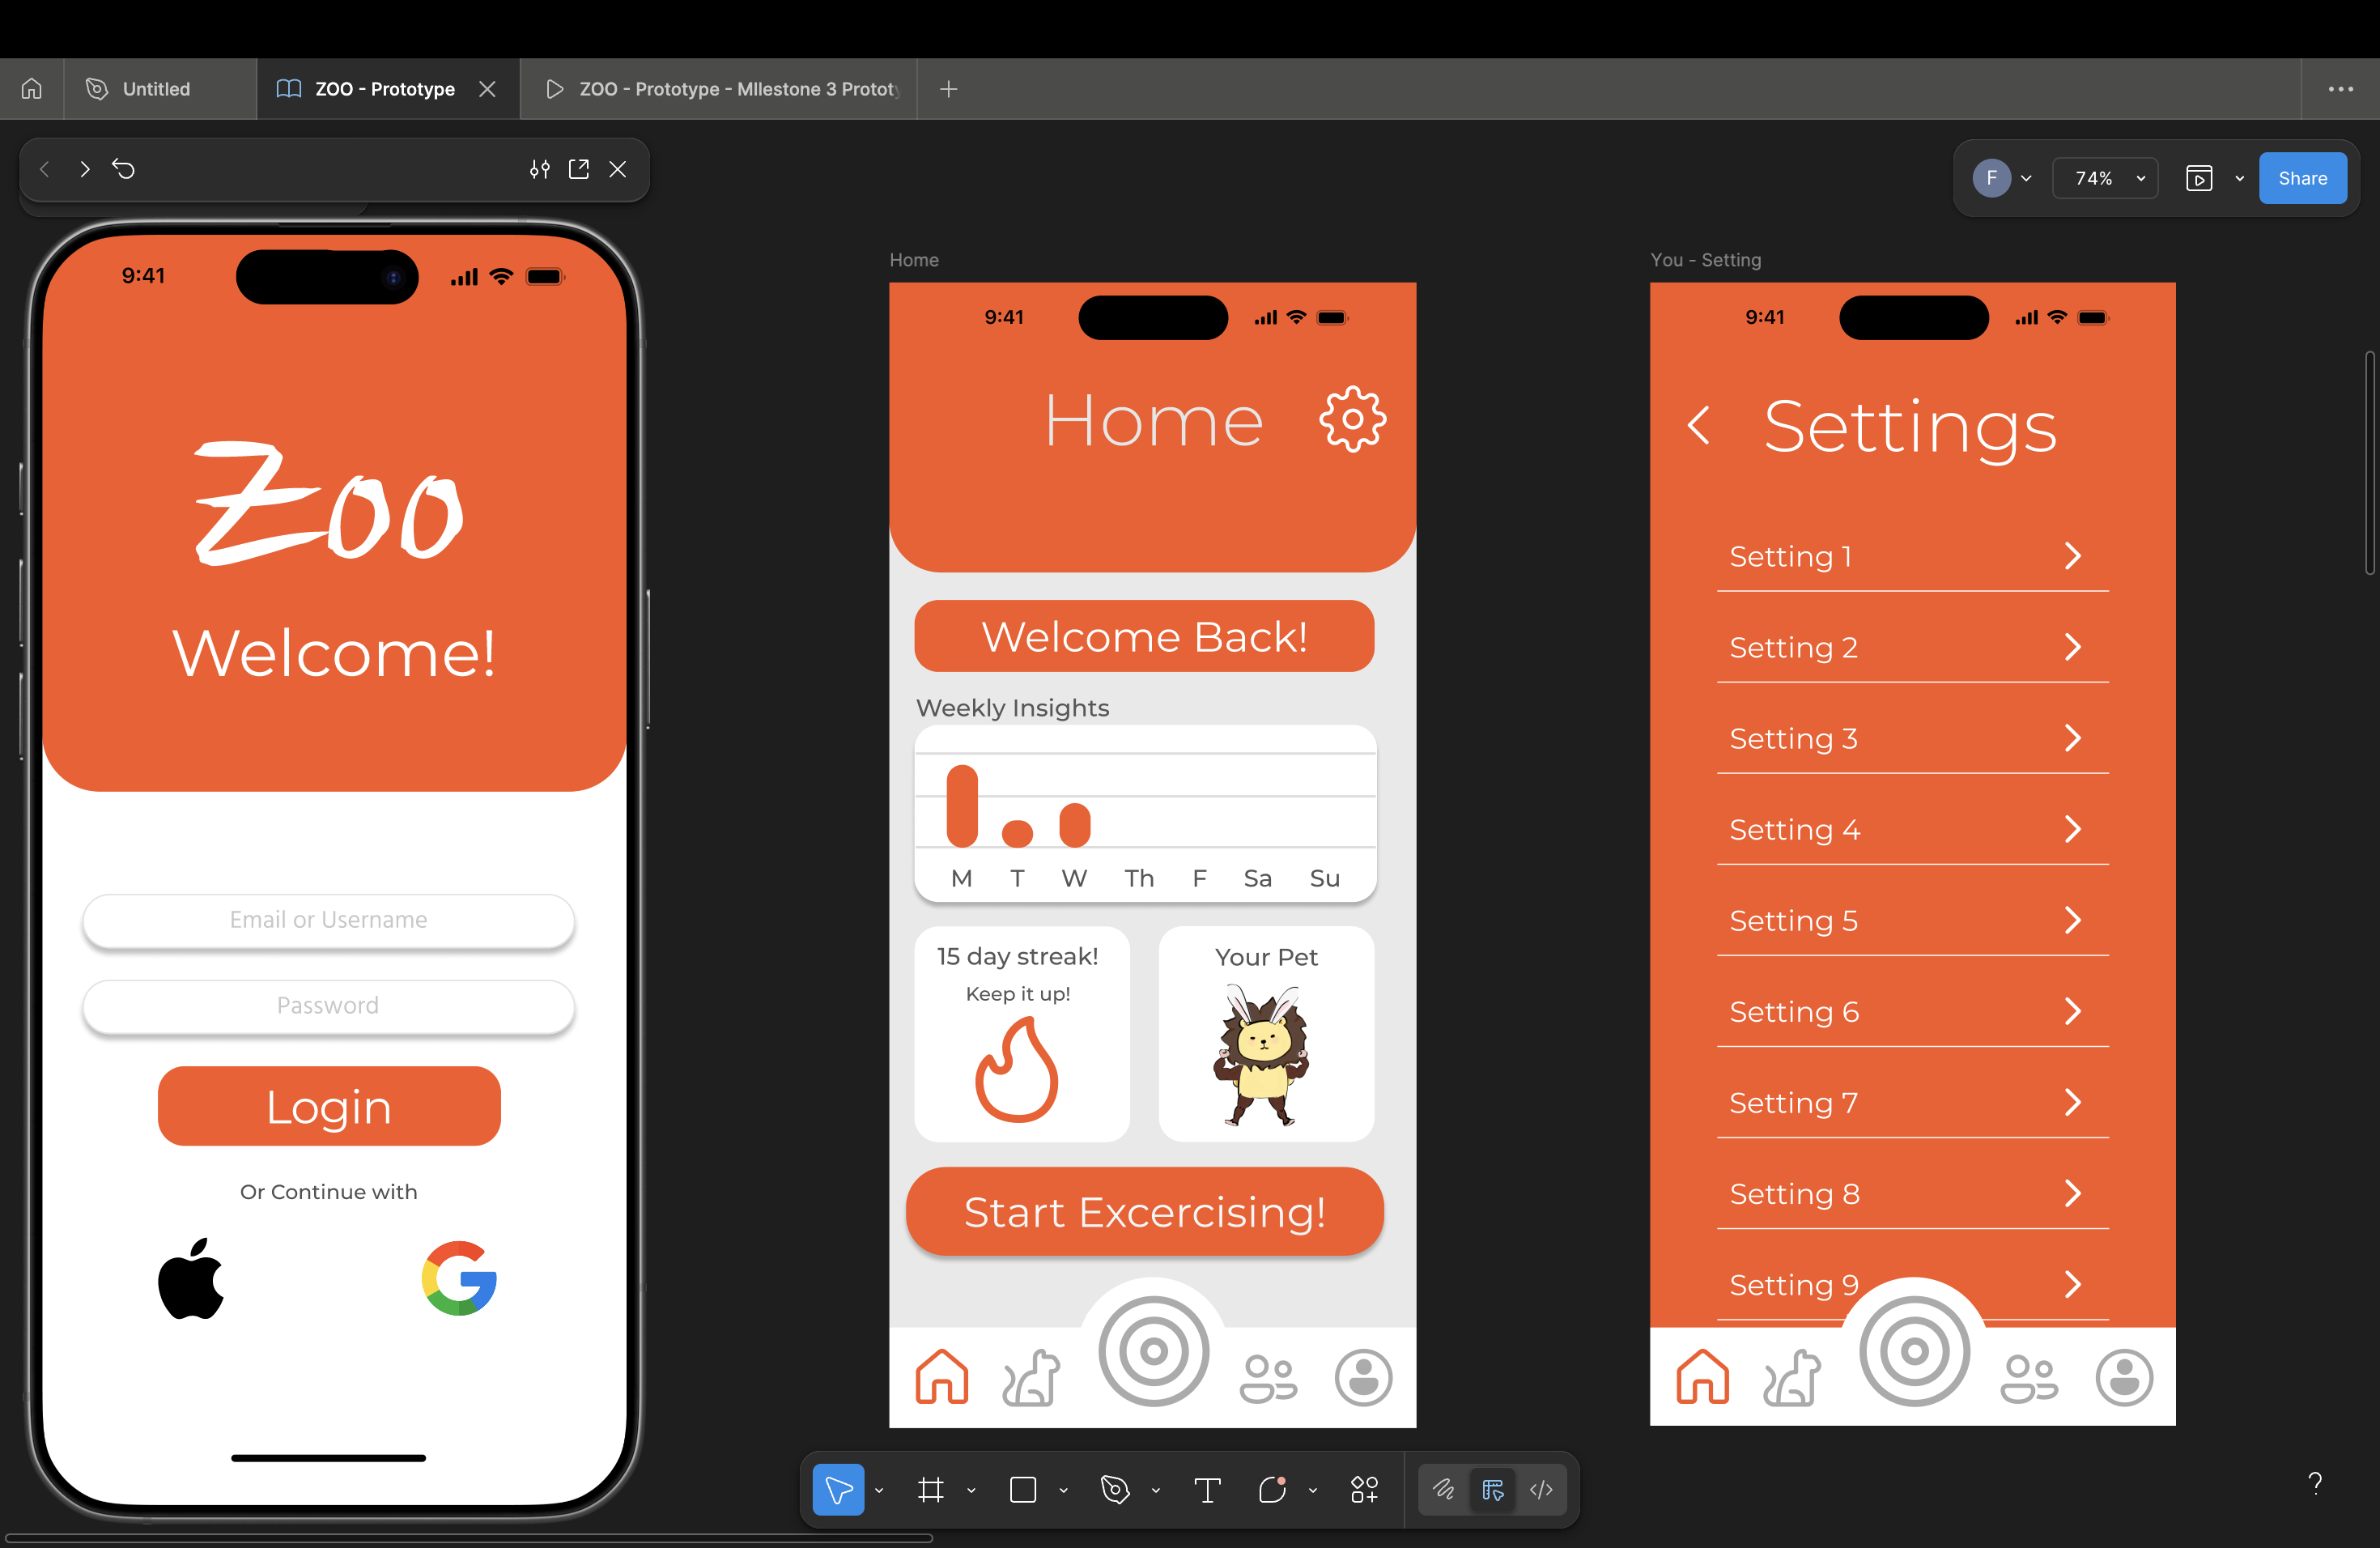 Untitled
ZOO - Prototype
ZOO - Prototype - MIlestone 3 Protot
F
74%
Share
9:41
Zoo
Welcome!
Email or Username
Password
Login
Or Continue with
Home
9:41
Home
Welcome Back!
Weekly Insights
M T W Th F Sa Su
15 day streak!
Keep it up!
Your Pet
Start Excercising!
You - Setting
9:41
Settings
Setting 1
Setting 2
Setting 3
Setting 4
Setting 5
Setting 6
Setting 7
Setting 8
Setting 9
?